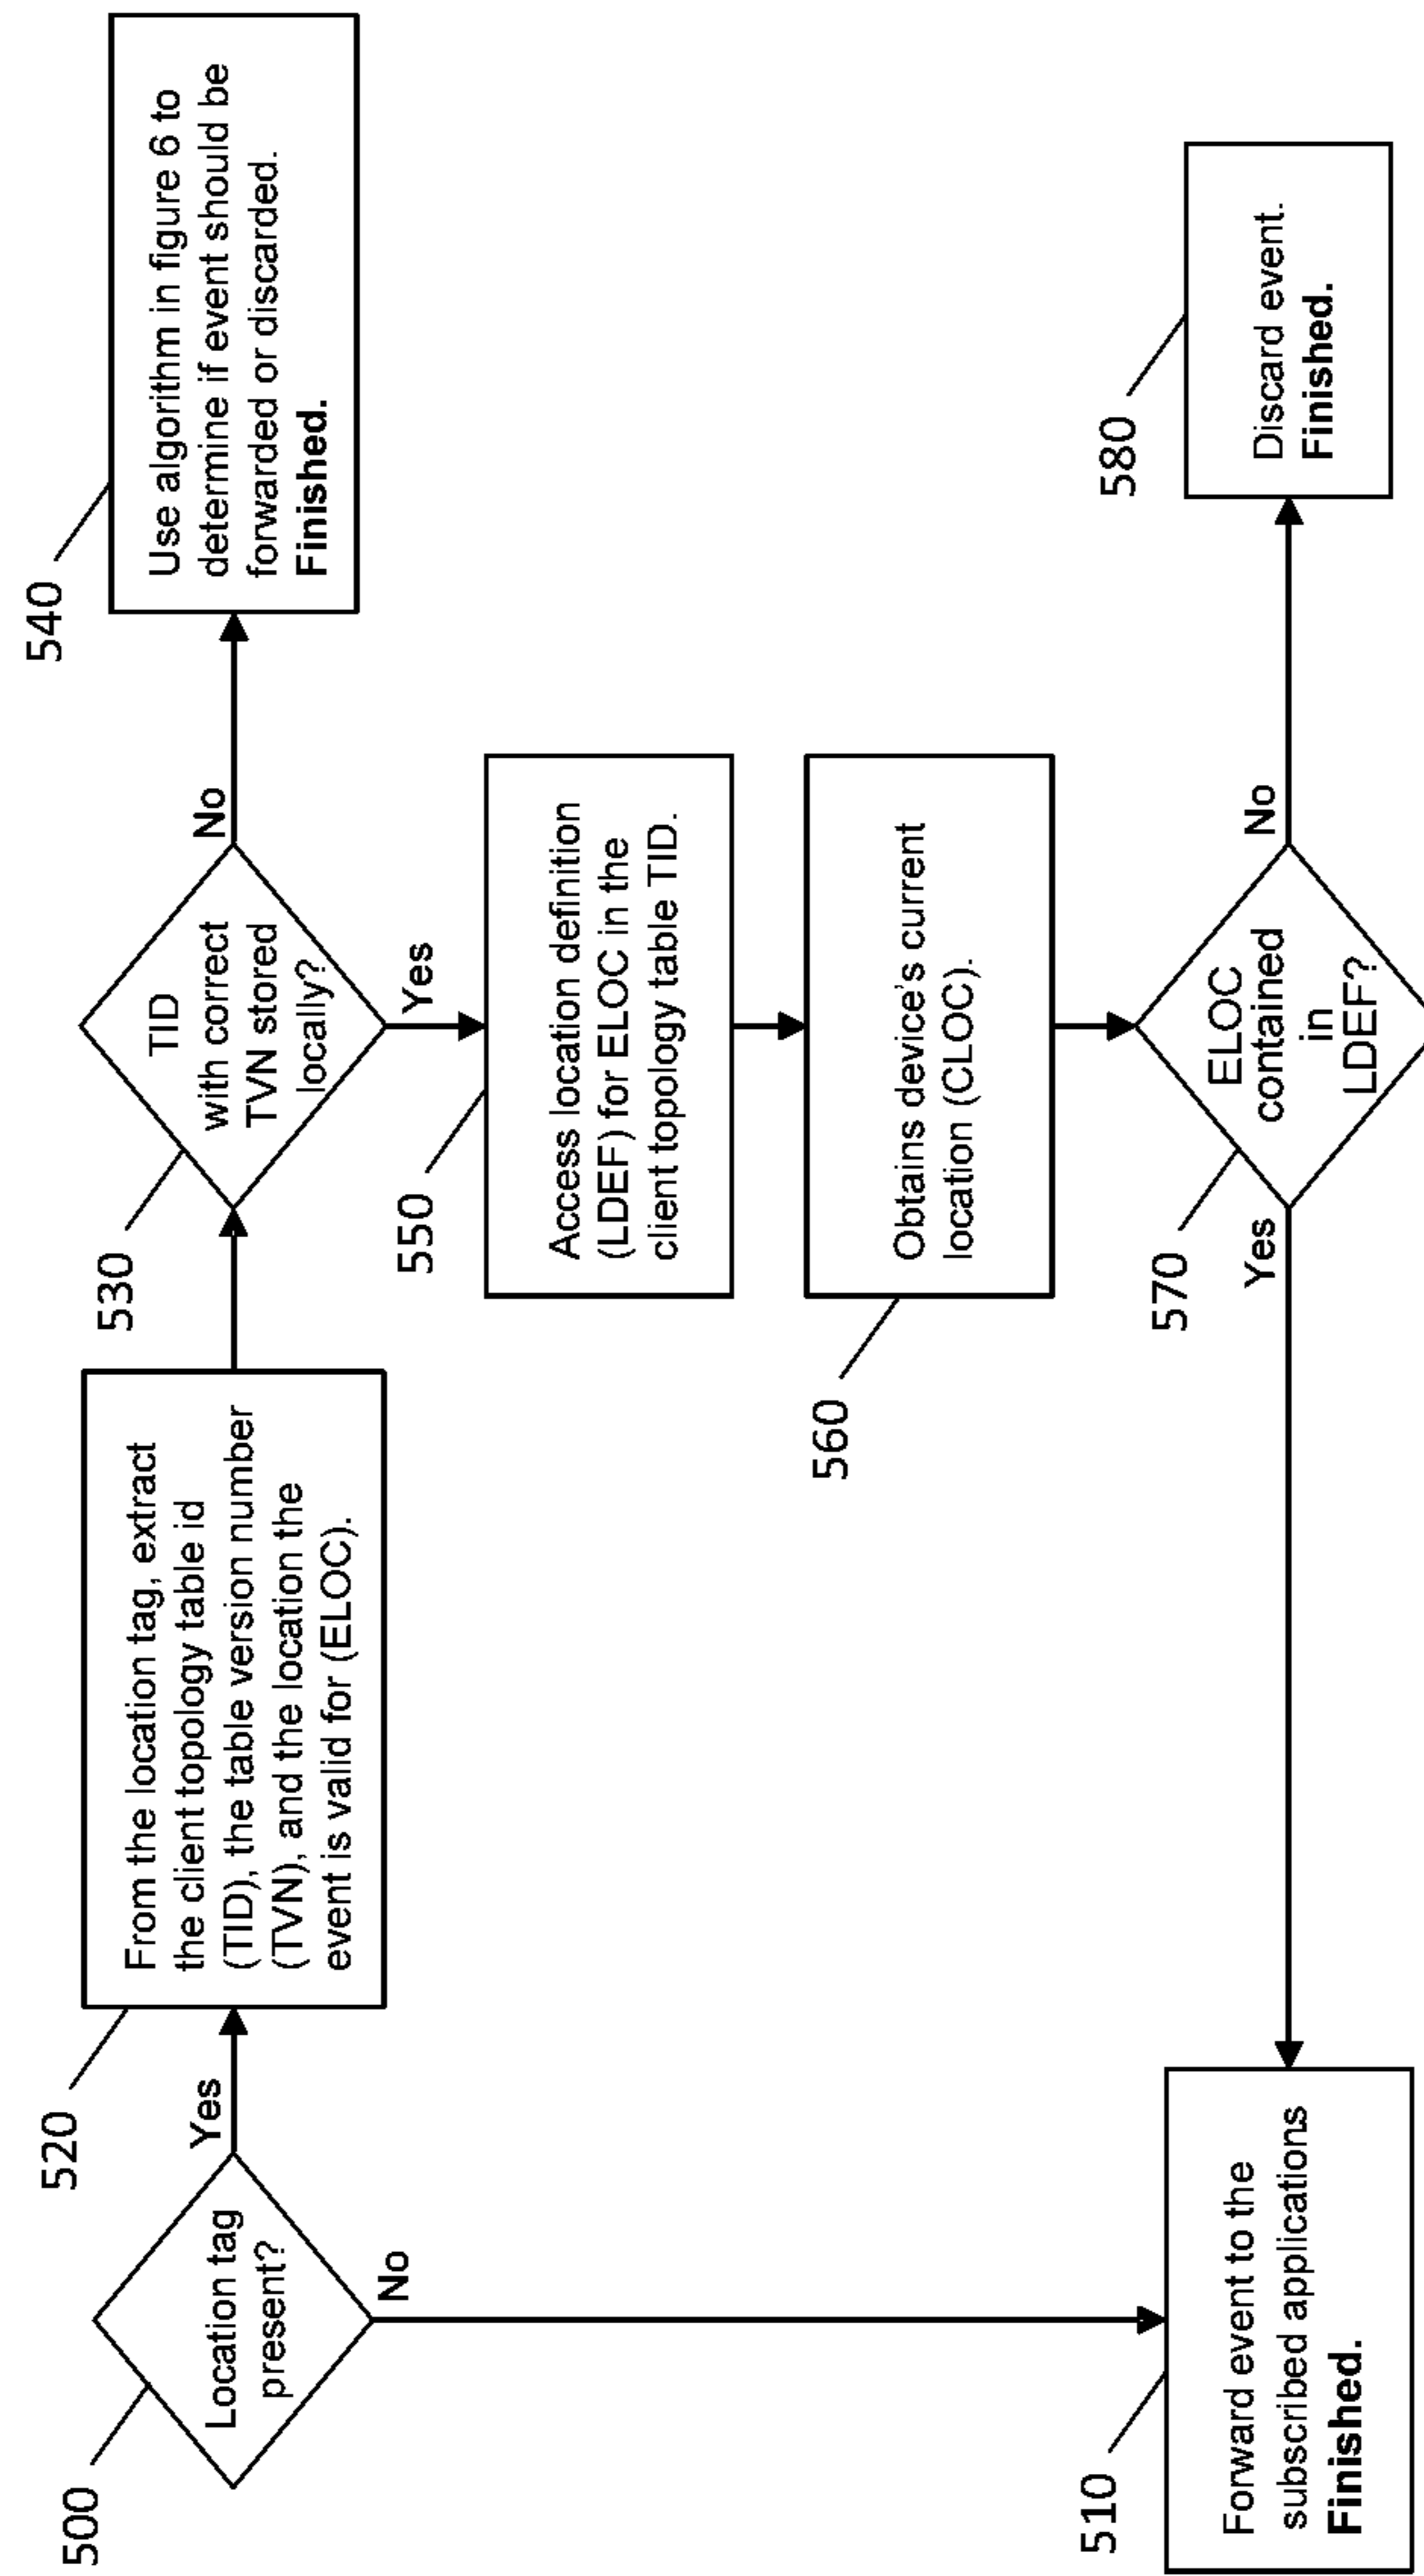 500
Location tag
present?
Yes
No
520
From the location tag, extract
the client topology table id
(TID), the table version number
(TVN), and the location the
event is valid for (ELOC).
530
TID
with correct
TVN stored
locally?
No
Yes
540
Use algorithm in figure 6 to
determine if event should be
forwarded or discarded.
Finished.
550
Access location definition
(LDEF) for ELOC in the
client topology table TID.
560
Obtains device's current
location (CLOC).
570
ELOC
contained
in
LDEF?
Yes
No
510
Forward event to the
subscribed applications
Finished.
580
Discard event.
Finished.